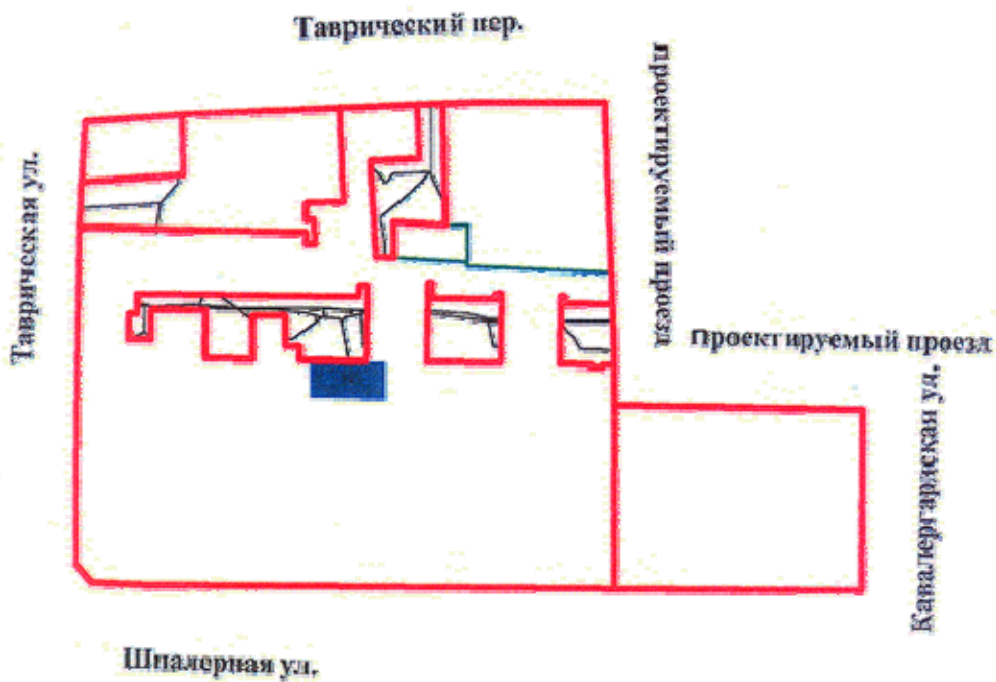 Таврический пер.
проектируемый проезд
Таврическая ул.
Проектируемый проезд
Кавалергардская ул.
Шпалерная ул.